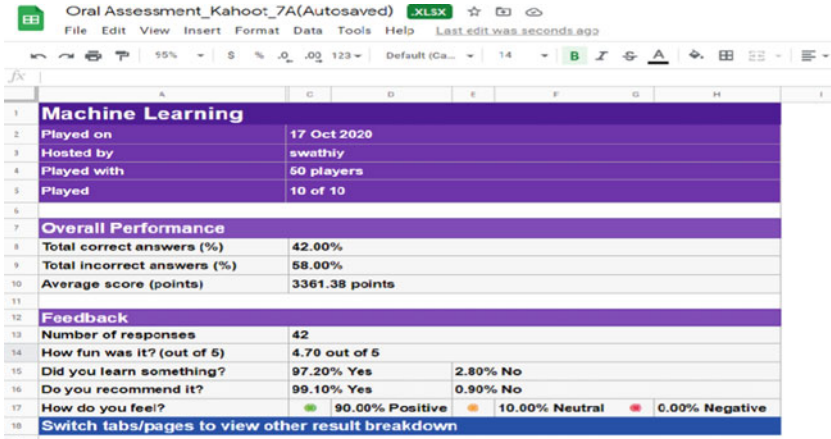 Oral Assessment_Kahoot_7A(Autosaved) .XLSX
File Edit View Insert Format Data Tools Help Last edit was seconds ago
55% $ % .0 .00 123 Default (Ca... 14 B I S A
fx
A C D E F G H I
1 Machine Learning
2 Played on 17 Oct 2020
3 Hosted by swathiy
4 Played with 50 players
5 Played 10 of 10
6
7 Overall Performance
8 Total correct answers (%) 42.00%
9 Total incorrect answers (%) 58.00%
10 Average score (points) 3361.38 points
11
12 Feedback
13 Number of responses 42
14 How fun was it? (out of 5) 4.70 out of 5
15 Did you learn something? 97.20% Yes 2.80% No
16 Do you recommend it? 99.10% Yes 0.90% No
17 How do you feel? 90.00% Positive 10.00% Neutral 0.00% Negative
18 Switch tabs/pages to view other result breakdown